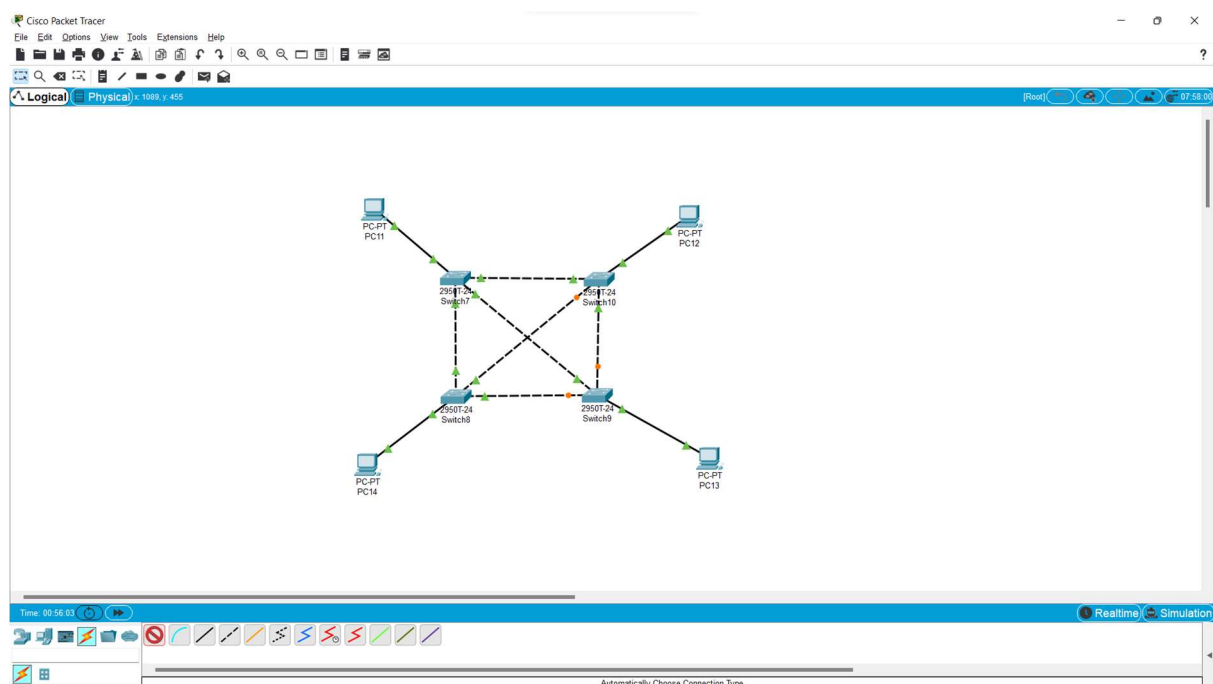 Cisco Packet Tracer
File Edit Options View Tools Extensions Help
?
Logical Physical x: 1089, y: 455 [Root] 07:58:00
PC-PT
PC11
PC-PT
PC12
2950T-24
Switch7
2950T-24
Switch10
2950T-24
Switch8
2950T-24
Switch9
PC-PT
PC14
PC-PT
PC13
Time: 00:56:03 Realtime Simulation
Automatically Choose Connection Type